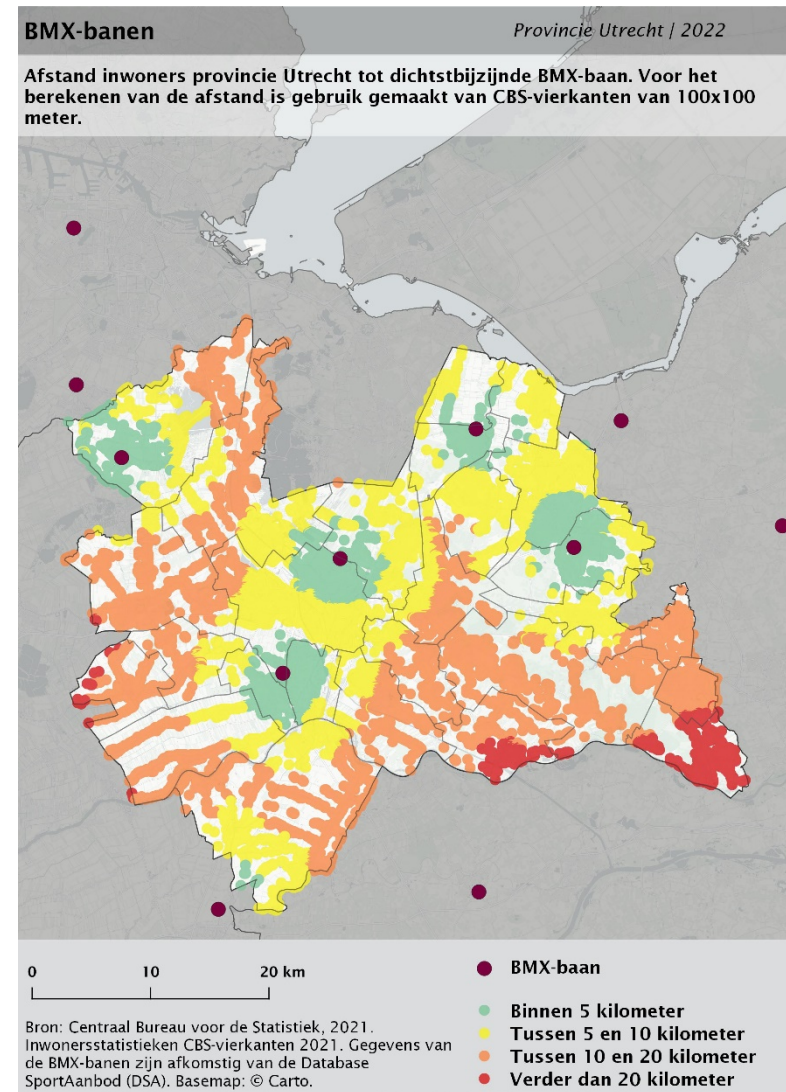 BMX-banen
Provincie Utrecht | 2022
Afstand inwoners provincie Utrecht tot dichtstbijzijnde BMX-baan. Voor het
berekenen van de afstand is gebruik gemaakt van CBS-vierkanten van 100x100
meter.
0 10 20 km
Bron: Centraal Bureau voor de Statistiek, 2021.
Inwonersstatistieken CBS-vierkanten 2021. Gegevens van
de BMX-banen zijn afkomstig van de Database
SportAanbod (DSA). Basemap: © Carto.
BMX-baan
Binnen 5 kilometer
Tussen 5 en 10 kilometer
Tussen 10 en 20 kilometer
Verder dan 20 kilometer